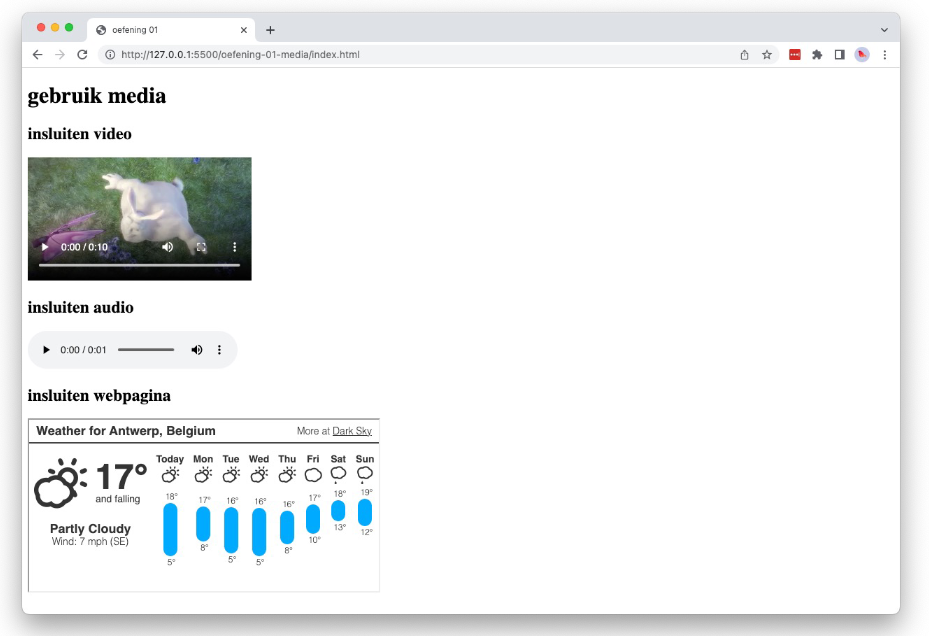 oefening 01
http://127.0.0.1:5500/oefening-01-media/index.html
gebruik media
insluiten video
0:00 / 0:10
insluiten audio
0:00 / 0:01
insluiten webpagina
Weather for Antwerp, Belgium More at Dark Sky
Today Mon Tue Wed Thu Fri Sat Sun
17°
and falling
Partly Cloudy
Wind: 7 mph (SE)
18° 17° 16° 16° 16° 17° 18° 19°
5° 8° 5° 5° 8° 10° 13° 12°